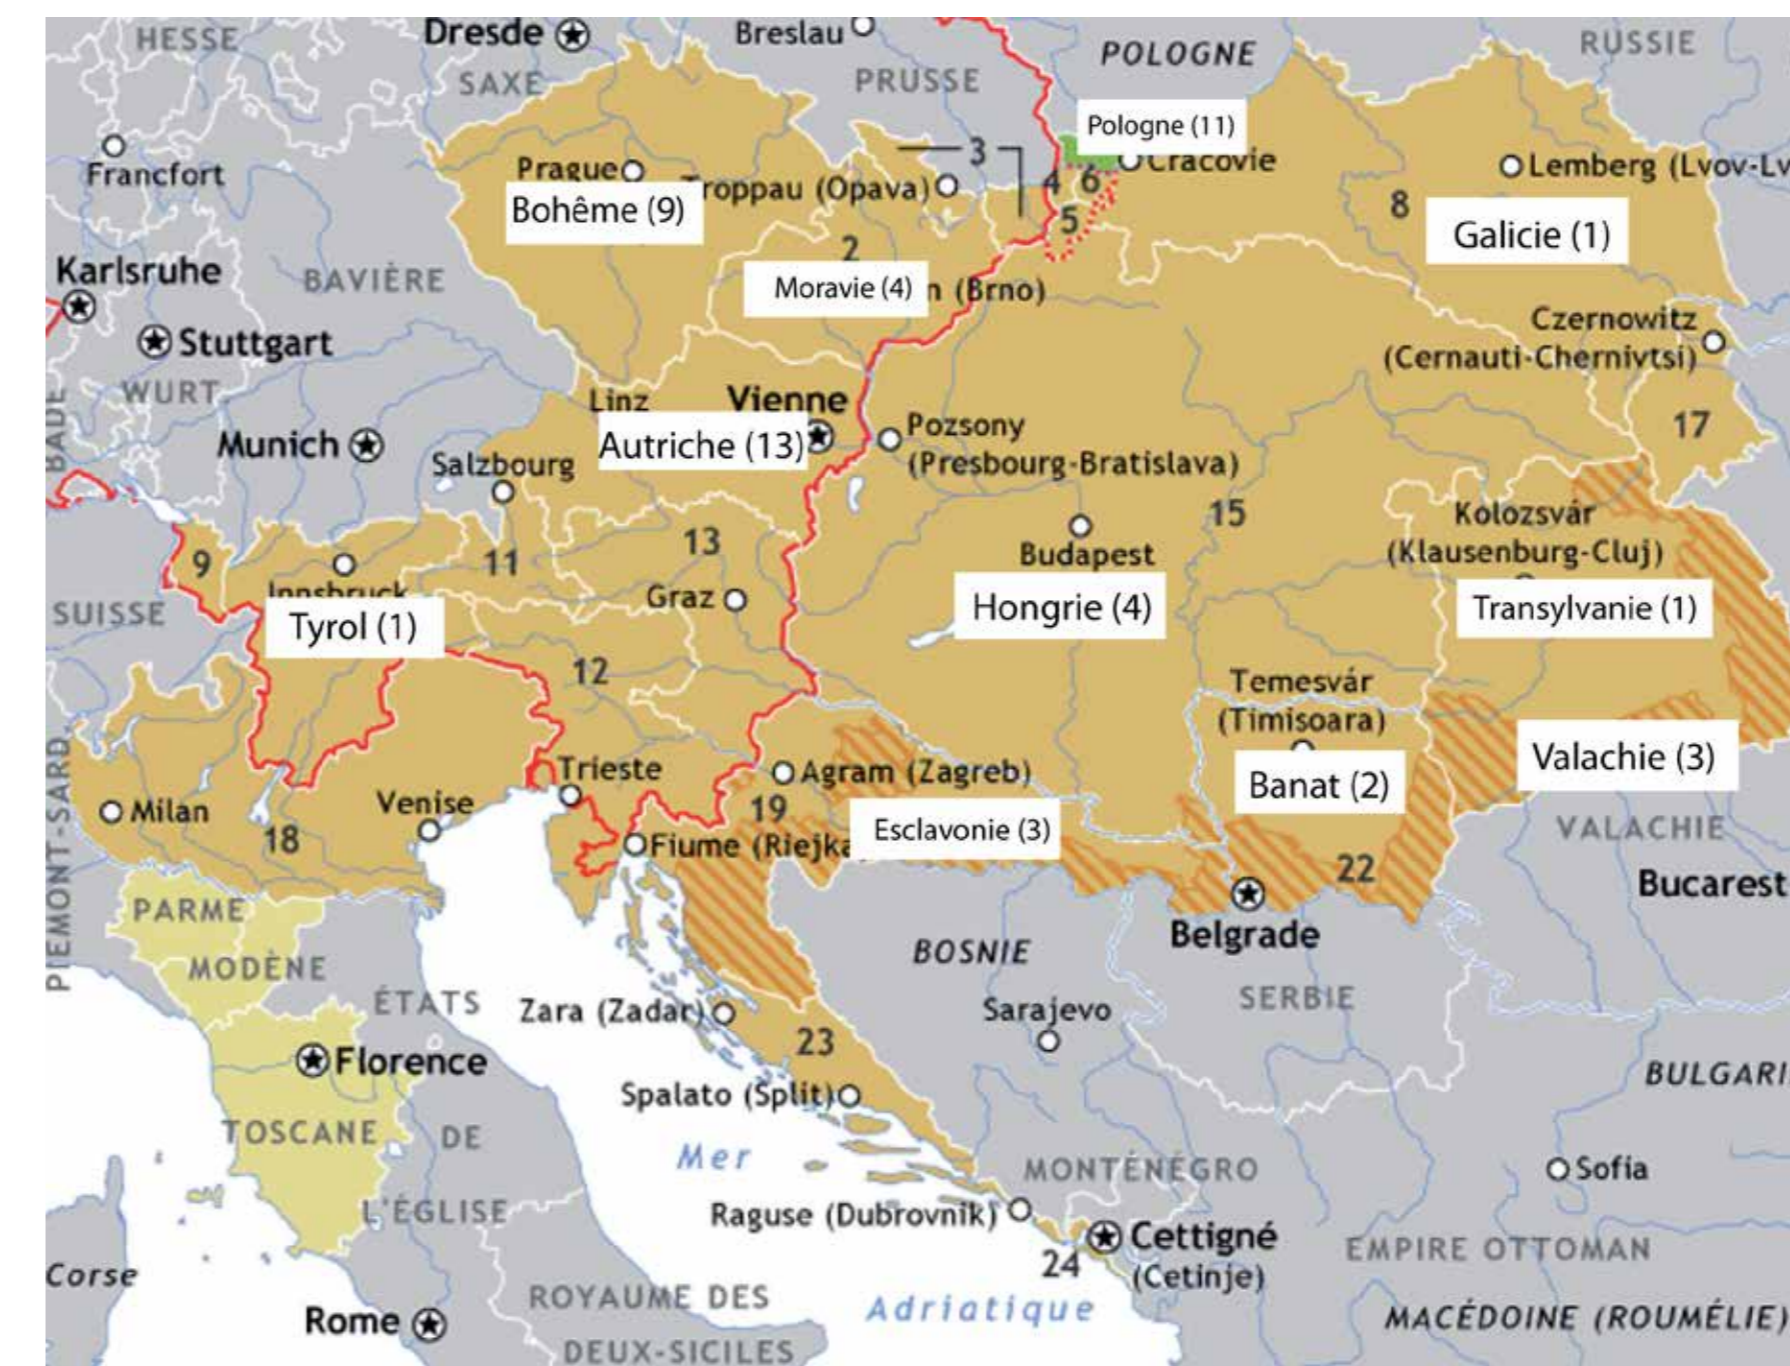 HESSE
Dresde
Breslau
POLOGNE
RUSSIE
SAXE
PRUSSE
Pologne (11)
Francfort
Prague
3
Cracovie
Lemberg (Lvov-Lv
Troppau (Opava)
4
6
Bohême (9)
5
8
Galicie (1)
2
Karlsruhe
BAVIÈRE
Moravie (4)
n (Brno)
Stuttgart
Czernowitz
(Cernauti-Chernivtsi)
WURT.
BADE
Linz
Vienne
Munich
Autriche (13)
Pozsony
(Presbourg-Bratislava)
17
Salzbourg
15
Kolozsvár
(Klausenburg-Cluj)
Budapest
13
9
11
Innsbruck
Graz
SUISSE
Tyrol (1)
Hongrie (4)
Transylvanie (1)
12
Temesvár
(Timisoara)
PIÉMONT-SARD.
Trieste
Agram (Zagreb)
Banat (2)
Valachie (3)
Milan
Venise
18
19
Fiume (Riejka
Esclavonie (3)
VALACHIE
22
Bucarest
PARME
Belgrade
MODÈNE
BOSNIE
ÉTATS
Zara (Zadar)
Sarajevo
SERBIE
23
Florence
BULGARI
Spalato (Split)
TOSCANE
DE
Mer
MONTÉNÉGRO
Sofia
L'ÉGLISE
Raguse (Dubrovnik)
Cettigné
(Cetinje)
24
EMPIRE OTTOMAN
Corse
Rome
ROYAUME DES
DEUX-SICILES
Adriatique
MACÉDOINE (ROUMÉLIE)